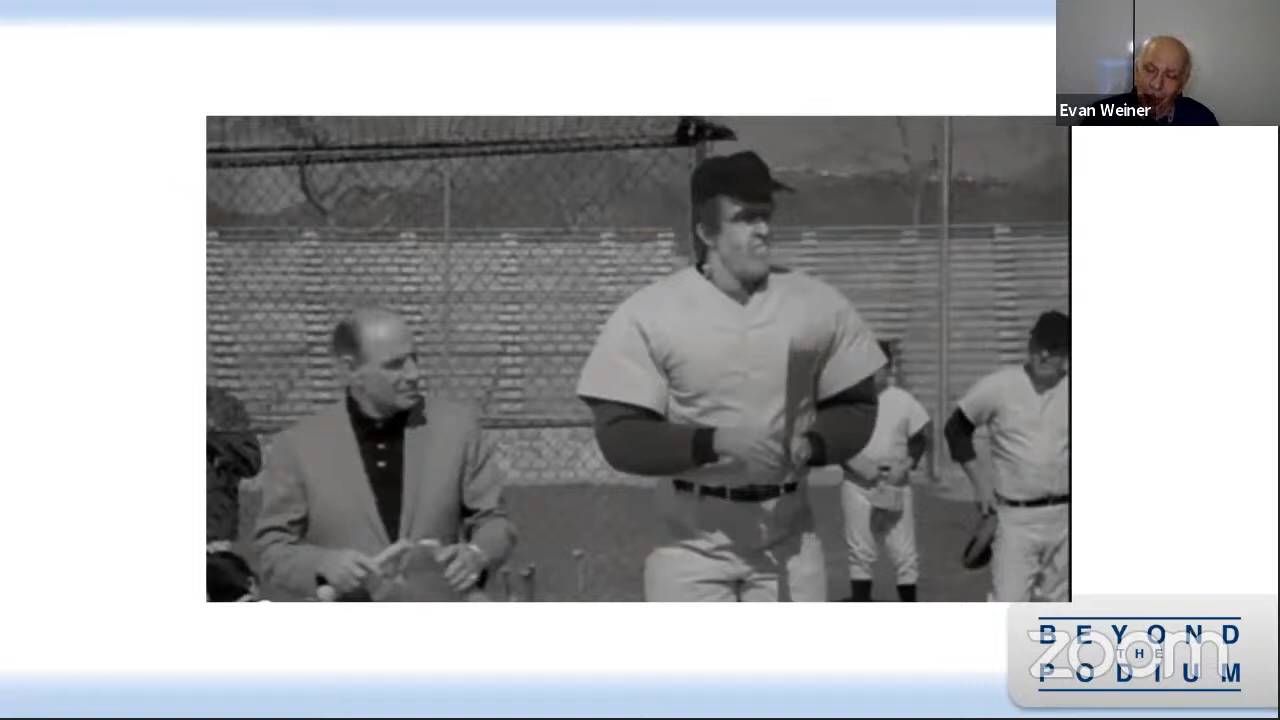 Evan Weiner
BEYOND
THE
PODIUM
zoom